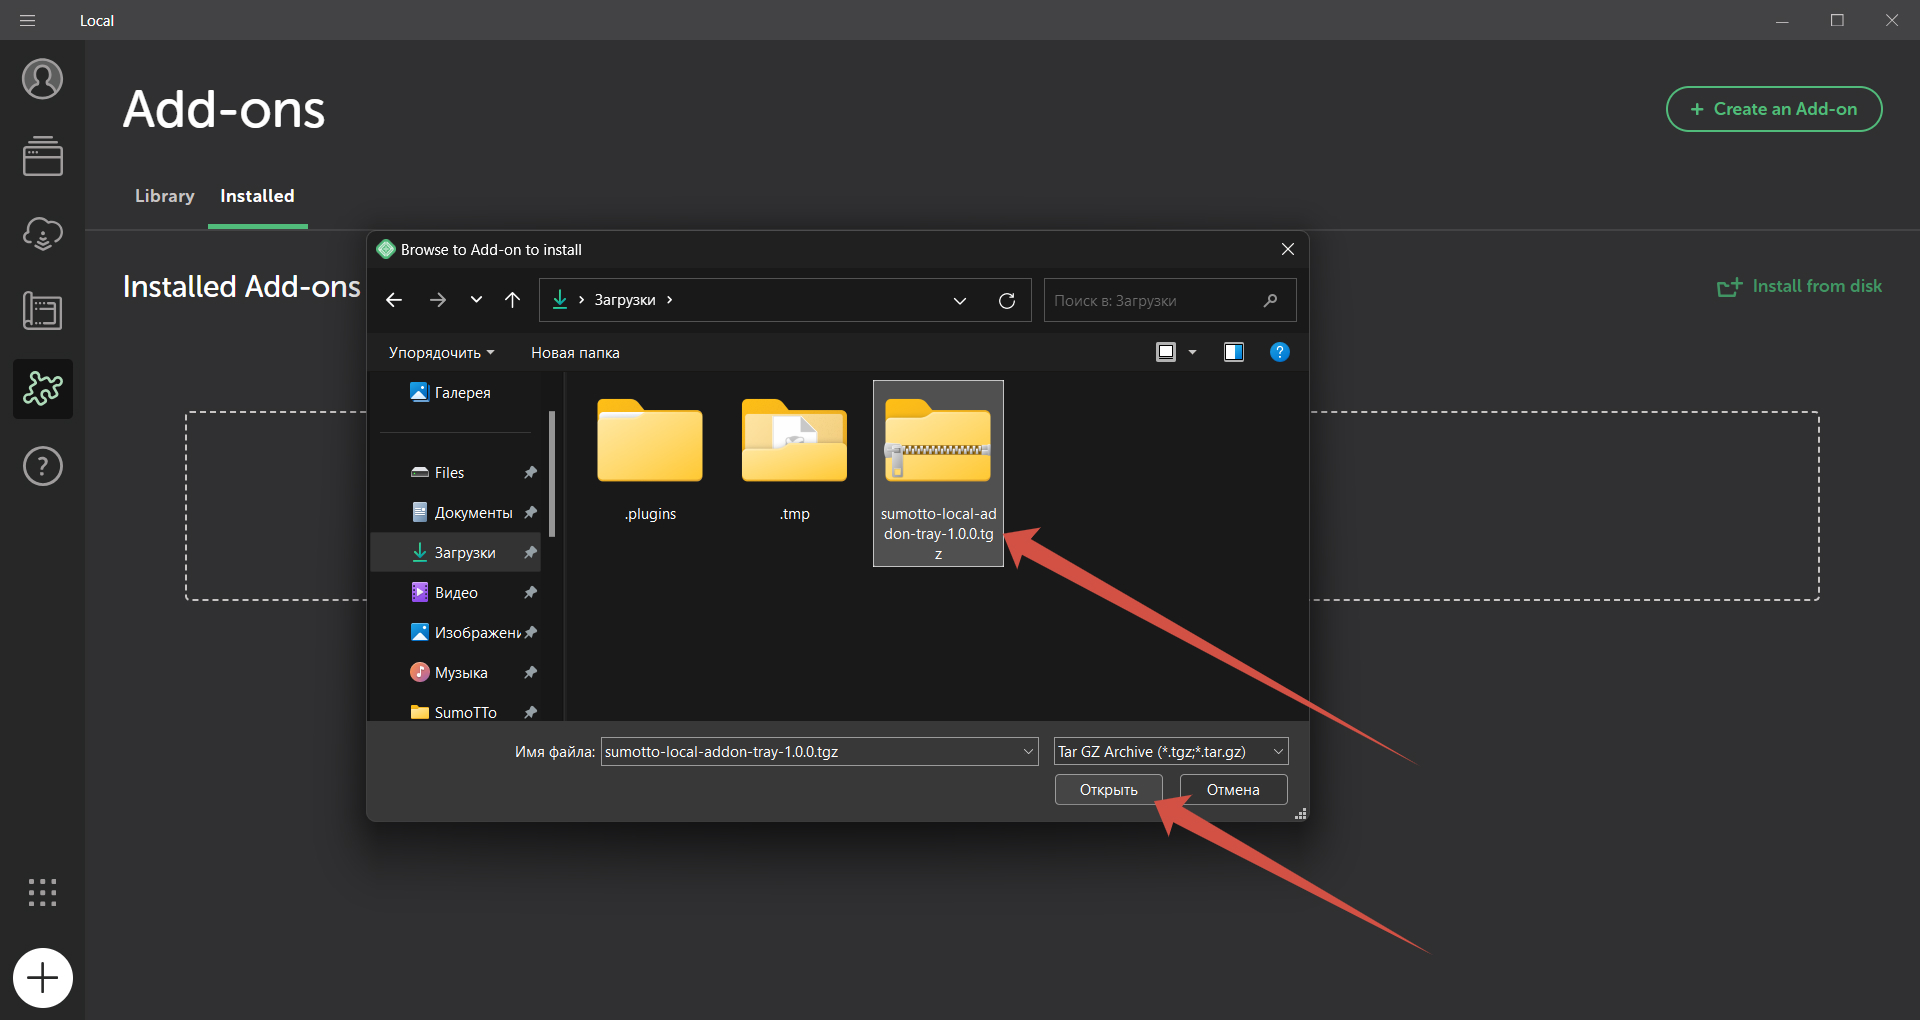 Local
Add-ons
+ Create an Add-on
Library
Installed
Installed Add-ons
Install from disk
Browse to Add-on to install
Загрузки
Поиск в: Загрузки
Упорядочить
Новая папка
?
Галерея
Files
Документы
Загрузки
Видео
Изображени
Музыка
SumoTTo
.plugins
.tmp
sumotto-local-ad
don-tray-1.0.0.tg
z
Имя файла:
sumotto-local-addon-tray-1.0.0.tgz
Tar GZ Archive (*.tgz;*.tar.gz)
Открыть
Отмена
?